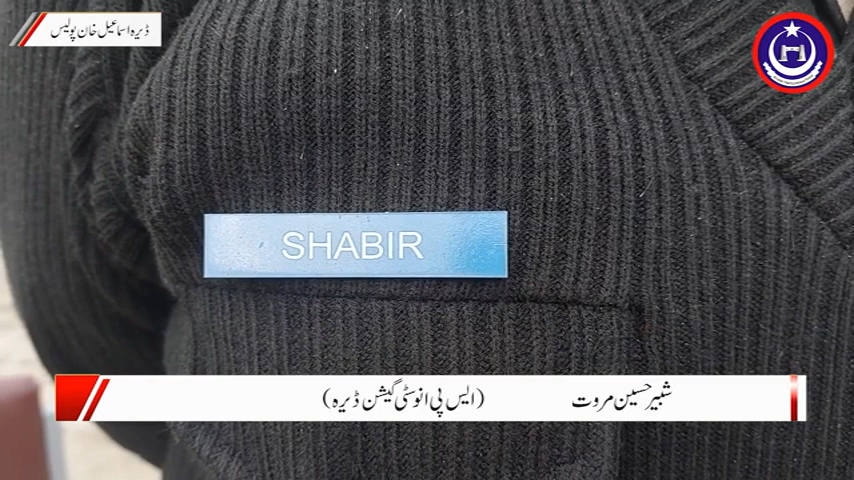 ڈیرہ اسماعیل خان پولیس
SHABIR
شبیر حسین مروت (ایس پی انوسٹی گیشن ڈیرہ)